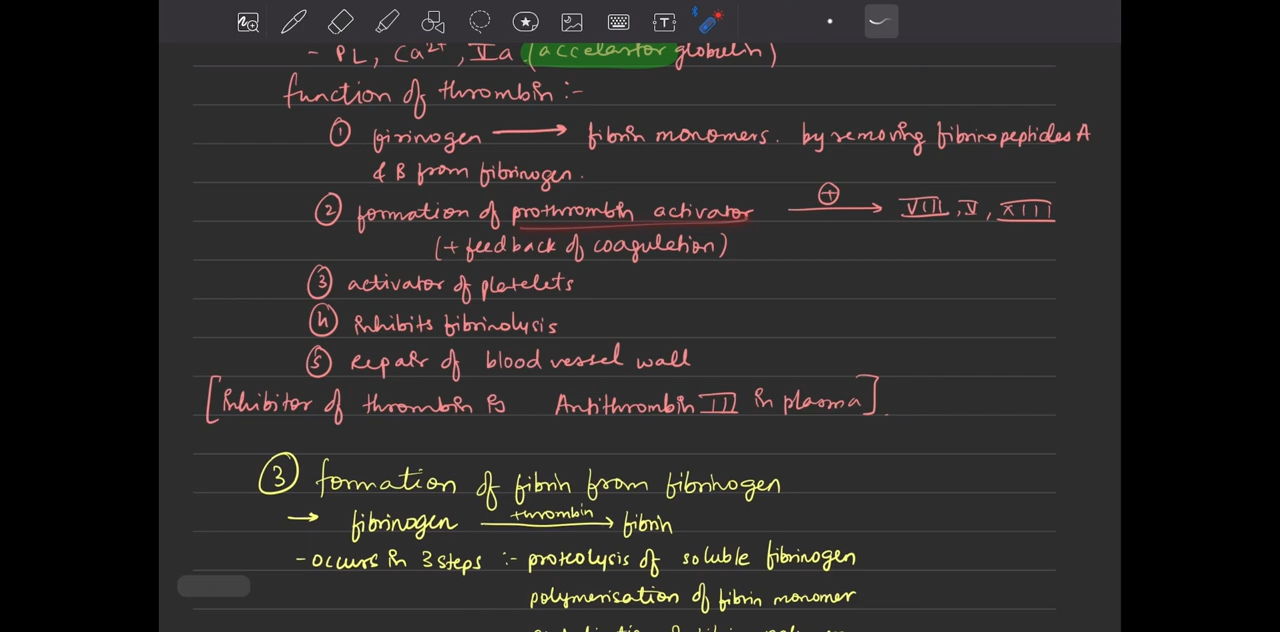 - PL, Ca2+, Va (accelastor globulin)
function of thrombin :-
① firinogen → fibrin monomers. by removing fibrinopeptides A
& B from fibrinogen.
② formation of prothrombin activator ⊕→ VIII, V, XIII
(+ feedback of coagulation)
③ activator of platelets
④ inhibits fibrinolysis
⑤ repair of blood vessel wall
[Inhibitor of thrombin is Antithrombin III in plasma].
③ formation of fibrin from fibrinogen
→ fibrinogen thrombin→ fibrin
- occurs in 3 steps :- proteolysis of soluble fibrinogen
polymerisation of fibrin monomer